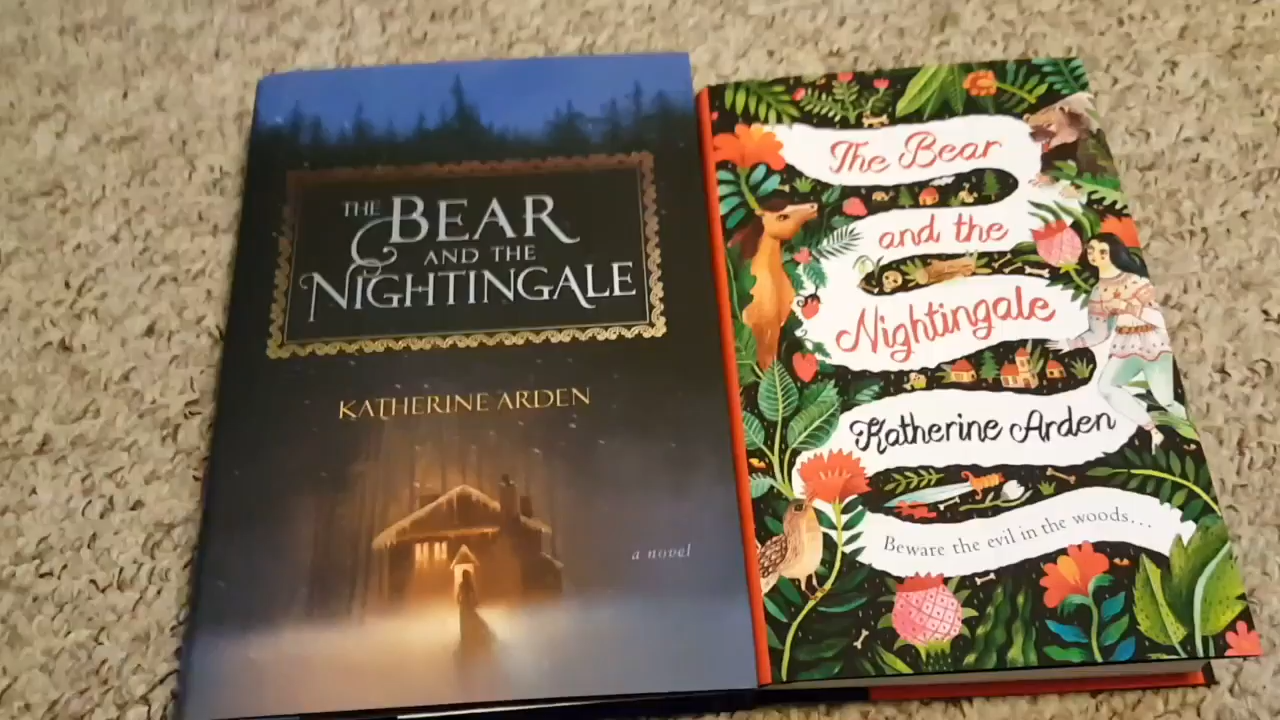 THE BEAR
AND THE
NIGHTINGALE
KATHERINE ARDEN
a novel
The Bear
and the
Nightingale
Katherine Arden
Beware the evil in the woods...